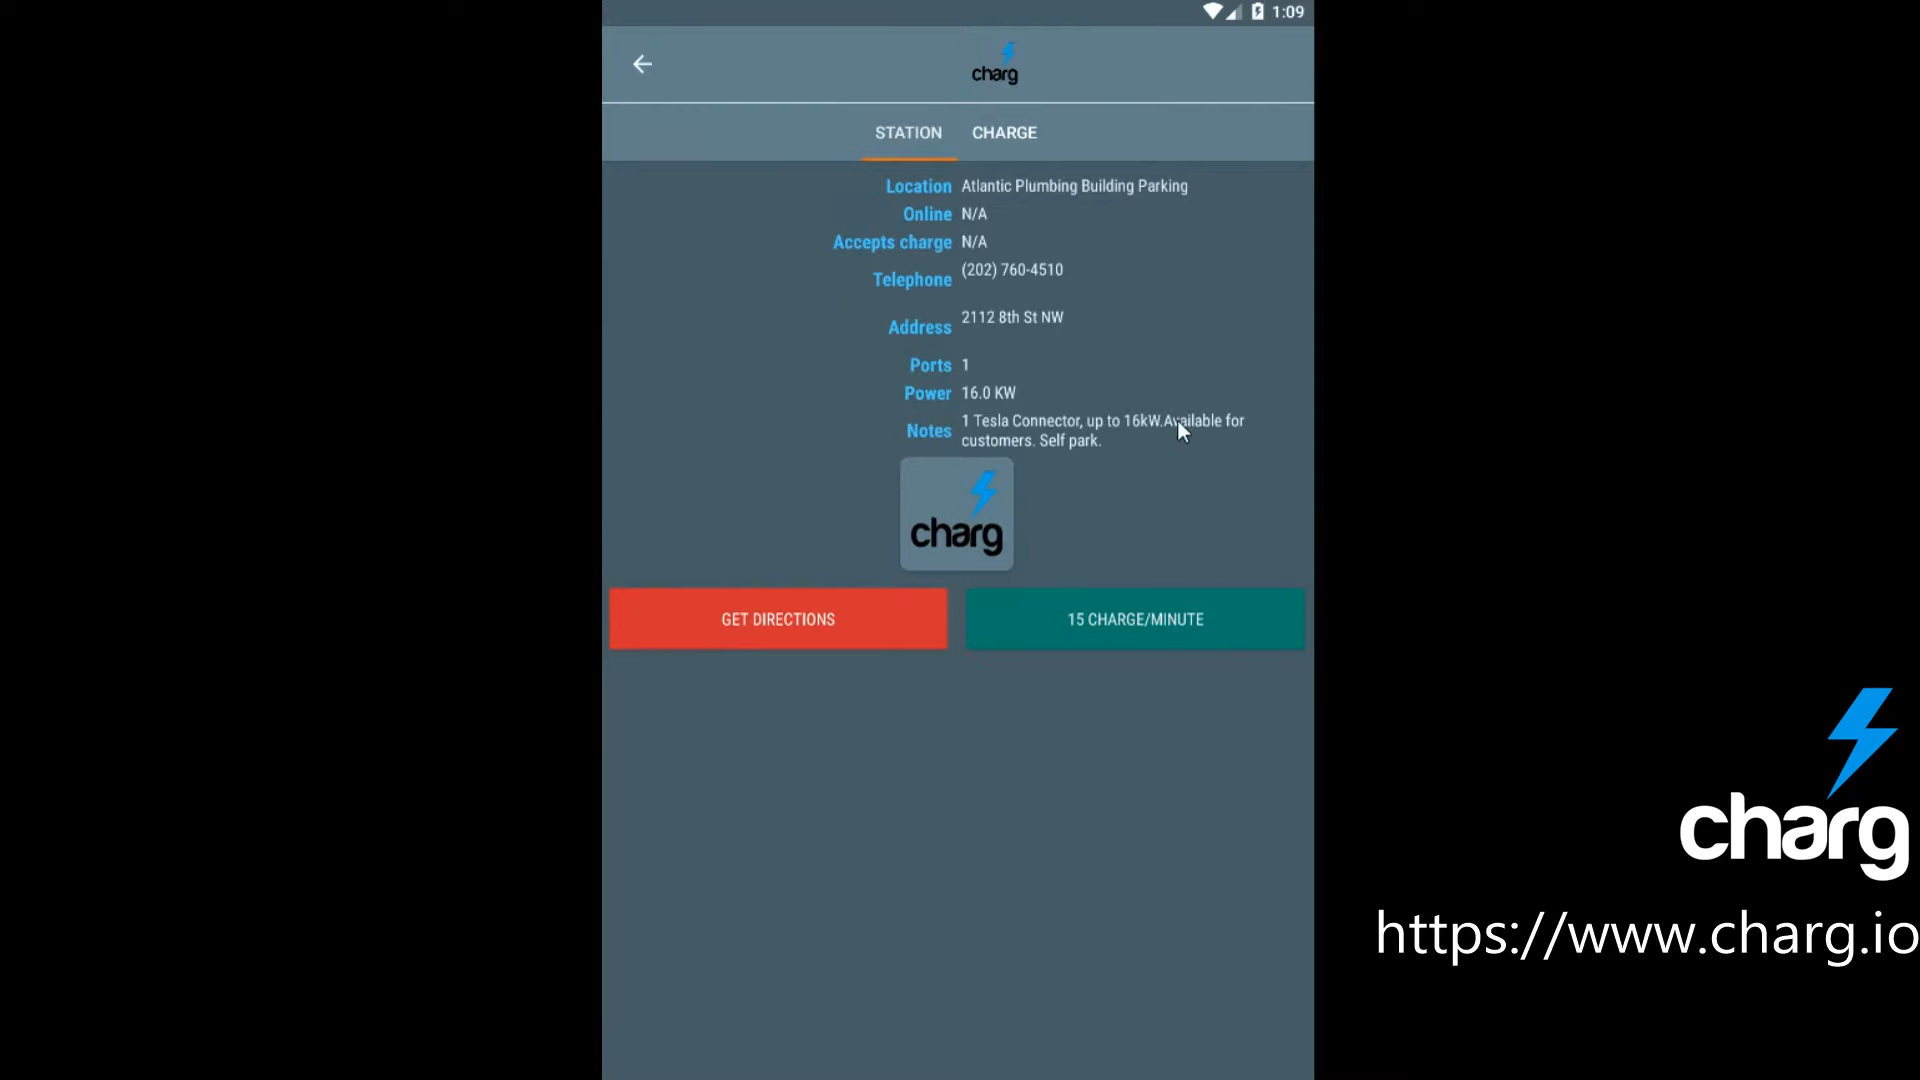 1:09
charg
STATION CHARGE
Location Atlantic Plumbing Building Parking
Online N/A
Accepts charge N/A
Telephone (202) 760-4510
Address 2112 8th St NW
Ports 1
Power 16.0 KW
Notes 1 Tesla Connector, up to 16kW.Available for
customers. Self park.
charg
GET DIRECTIONS 15 CHARGE/MINUTE
charg
https://www.charg.io